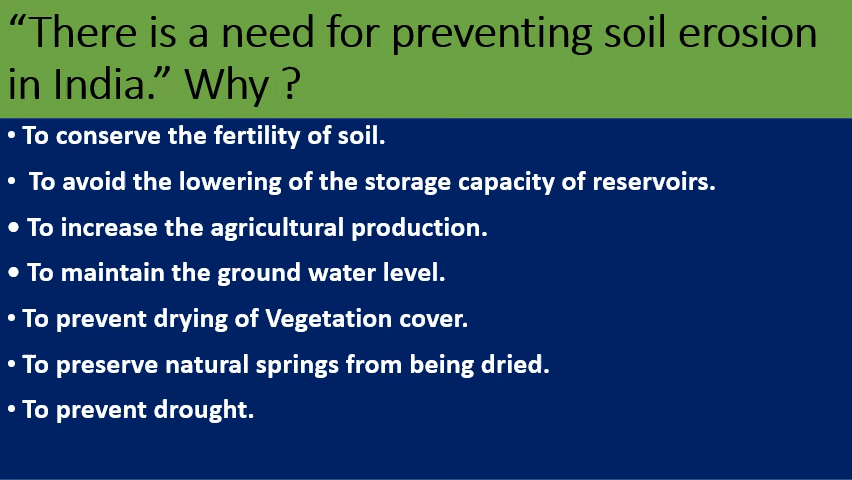 “There is a need for preventing soil erosion
in India.” Why ?
• To conserve the fertility of soil.
• To avoid the lowering of the storage capacity of reservoirs.
• To increase the agricultural production.
• To maintain the ground water level.
• To prevent drying of Vegetation cover.
• To preserve natural springs from being dried.
• To prevent drought.